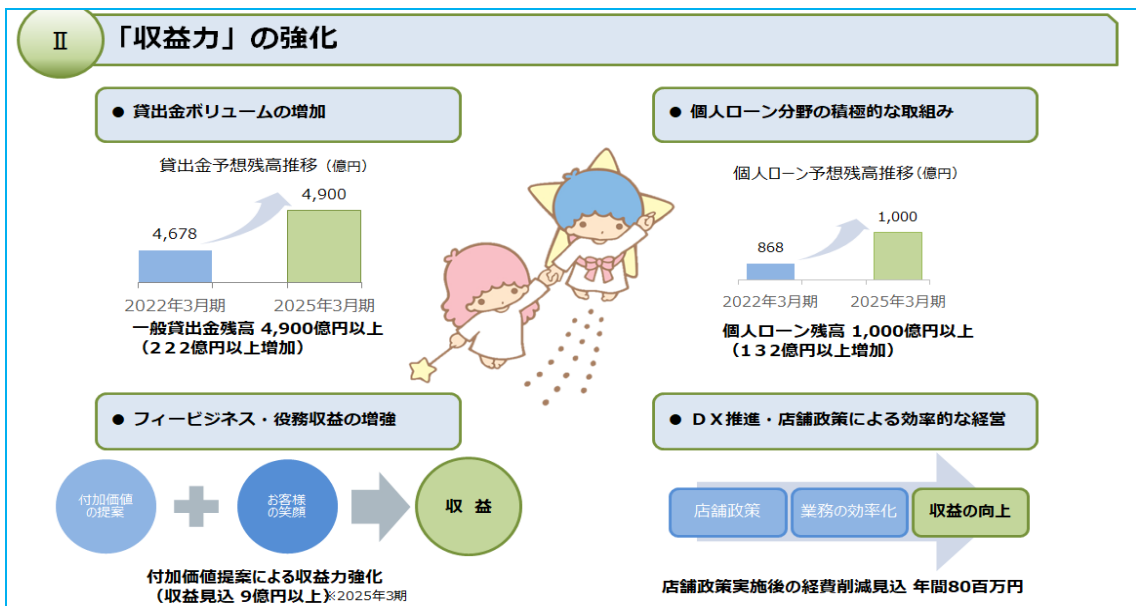 Ⅱ
「収益力」の強化
● 貸出金ボリュームの増加
貸出金予想残高推移（億円）
4,678
4,900
2022年3月期
2025年3月期
一般貸出金残高 4,900億円以上
（２２２億円以上増加）
● 個人ローン分野の積極的な取組み
個人ローン予想残高推移（億円）
868
1,000
2022年3月期
2025年3月期
個人ローン残高 1,000億円以上
（１３２億円以上増加）
● フィービジネス・役務収益の増強
付加価値
の提案
お客様
の笑顔
収 益
付加価値提案による収益力強化
（収益見込 9億円以上）※2025年3期
● ＤＸ推進・店舗政策による効率的な経営
店舗政策
業務の効率化
収益の向上
店舗政策実施後の経費削減見込 年間80百万円